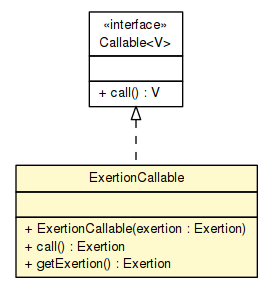 «interface»
Callable<V>
+ call() : V
ExertionCallable
+ ExertionCallable(exertion : Exertion)
+ call() : Exertion
+ getExertion() : Exertion